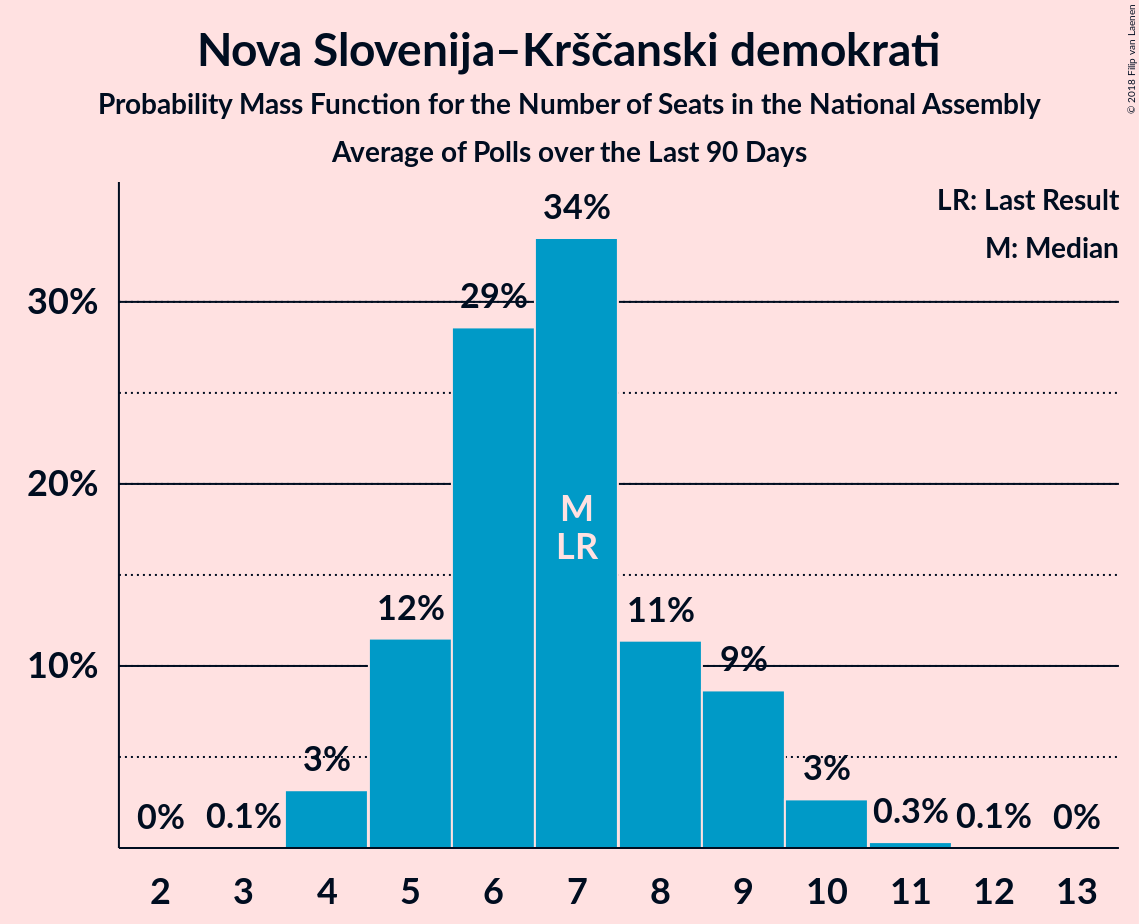 Nova Slovenija–Krščanski demokrati
Probability Mass Function for the Number of Seats in the National Assembly
Average of Polls over the Last 90 Days
© 2018 Filip van Laenen
LR: Last Result
M: Median
34%
30%
29%
20%
M
LR
12%
11%
10%
9%
3%
3%
0%
0.1%
0.3%
0.1%
0%
2 3 4 5 6 7 8 9 10 11 12 13